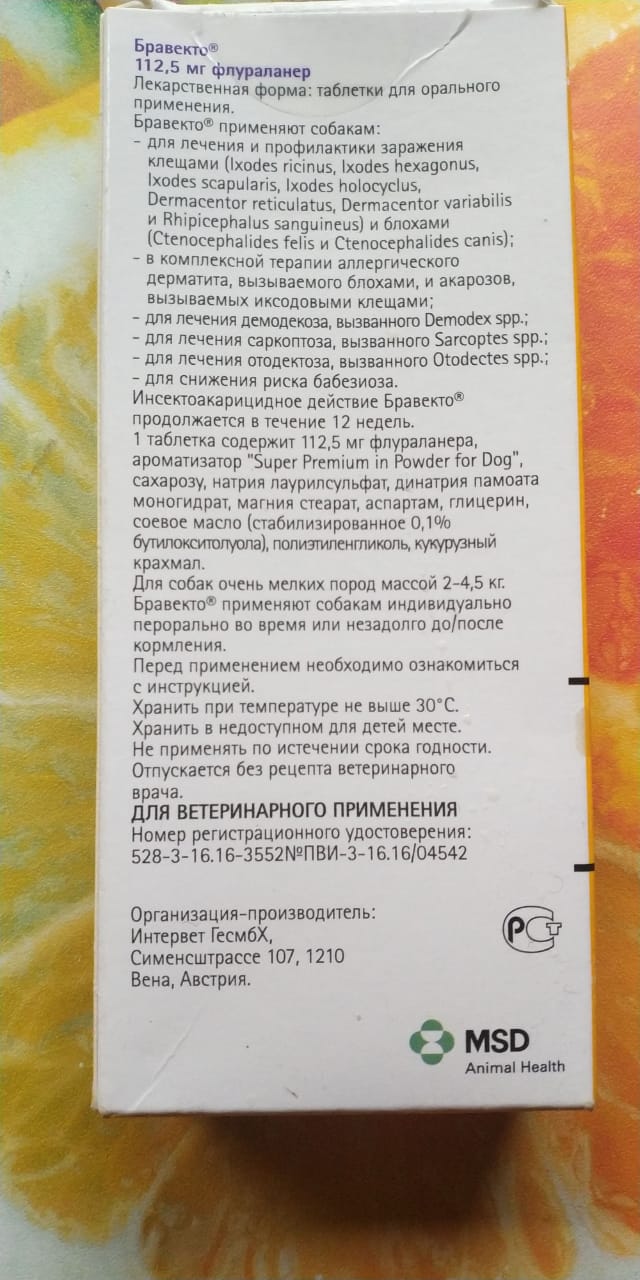 Бравекто®
112,5 мг флураланер
Лекарственная форма: таблетки для орального
применения.
Бравекто® применяют собакам:
- для лечения и профилактики заражения
клещами (Ixodes ricinus, Ixodes hexagonus,
Ixodes scapularis, Ixodes holocyclus,
Dermacentor reticulatus, Dermacentor variabilis
и Rhipicephalus sanguineus) и блохами
(Ctenocephalides felis и Ctenocephalides canis);
- в комплексной терапии аллергического
дерматита, вызываемого блохами, и акарозов,
вызываемых иксодовыми клещами;
- для лечения демодекоза, вызванного Demodex spp.;
- для лечения саркоптоза, вызванного Sarcoptes spp.;
- для лечения отодектоза, вызванного Otodectes spp.;
- для снижения риска бабезиоза.
Инсектоакарицидное действие Бравекто®
продолжается в течение 12 недель.
1 таблетка содержит 112,5 мг флураланера,
ароматизатор "Super Premium in Powder for Dog",
сахарозу, натрия лаурилсульфат, динатрия памоата
моногидрат, магния стеарат, аспартам, глицерин,
соевое масло (стабилизированное 0,1%
бутилокситолуола), полиэтиленгликоль, кукурузный
крахмал.
Для собак очень мелких пород массой 2-4,5 кг.
Бравекто® применяют собакам индивидуально
перорально во время или незадолго до/после
кормления.
Перед применением необходимо ознакомиться
с инструкцией.
Хранить при температуре не выше 30°C.
Хранить в недоступном для детей месте.
Не применять по истечении срока годности.
Отпускается без рецепта ветеринарного
врача.
ДЛЯ ВЕТЕРИНАРНОГО ПРИМЕНЕНИЯ
Номер регистрационного удостоверения:
528-3-16.16-3552№ПВИ-3-16.16/04542
Организация-производитель:
Интервет ГесмбХ,
Сименсштрассе 107, 1210
Вена, Австрия.
РСТ
MSD
Animal Health